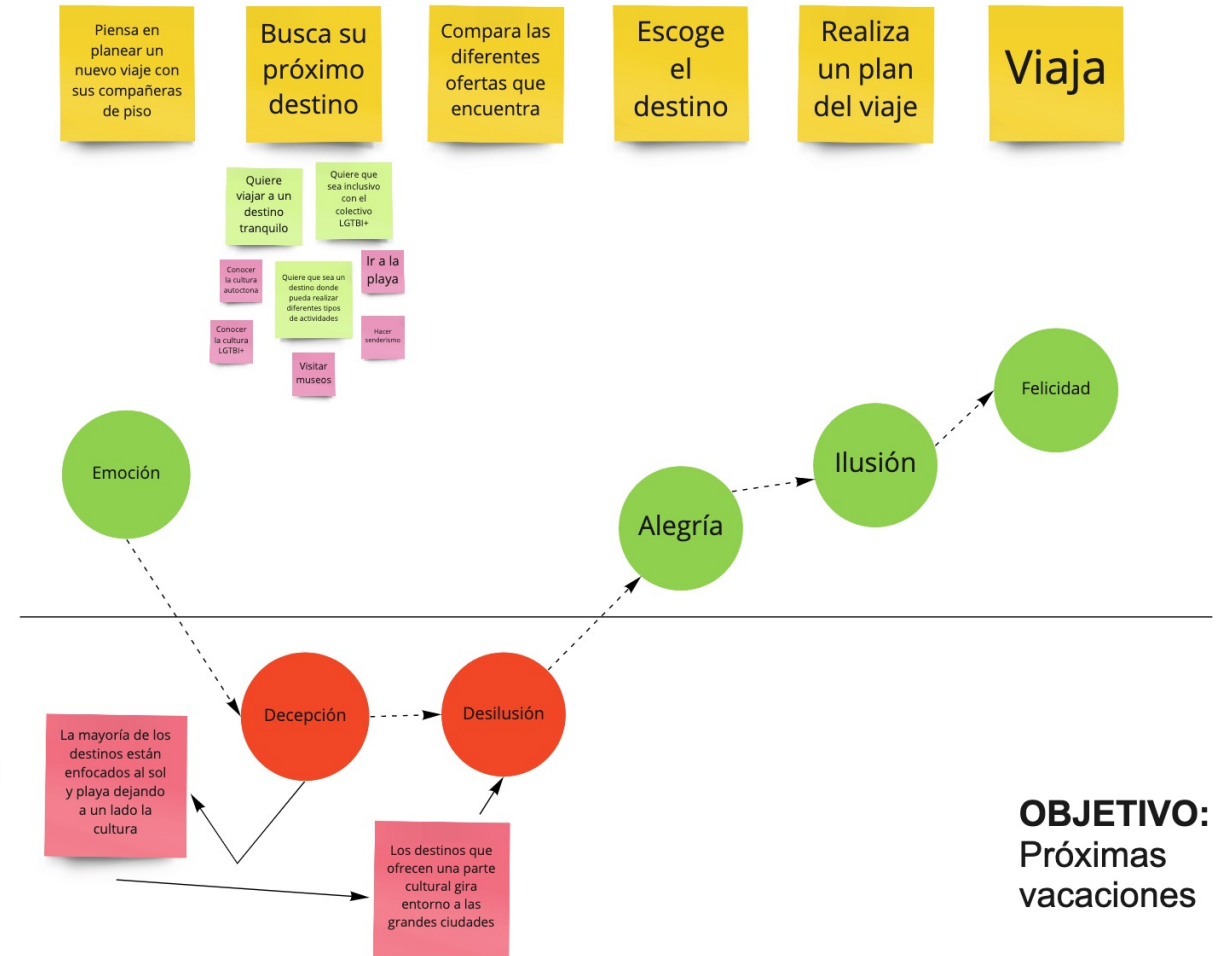 Piensa en
planear un
nuevo viaje con
sus compañeras
de piso
Busca su
próximo
destino
Compara las
diferentes
ofertas que
encuentra
Escoge
el
destino
Realiza
un plan
del viaje
Viaja
Quiere
viajar a un
destino
tranquilo
Quiere que
sea inclusivo
con el
colectivo
LGTBI+
Conocer
la cultura
autoctona
Quiere que sea un
destino donde
pueda realizar
diferentes tipos
de actividades
Ir a la
playa
Conocer
la cultura
LGTBI+
Hacer
senderismo
Visitar
museos
Emoción
Decepción
Desilusión
Alegría
Ilusión
Felicidad
La mayoría de los
destinos están
enfocados al sol
y playa dejando
a un lado la
cultura
Los destinos que
ofrecen una parte
cultural gira
entorno a las
grandes ciudades
OBJETIVO:
Próximas
vacaciones